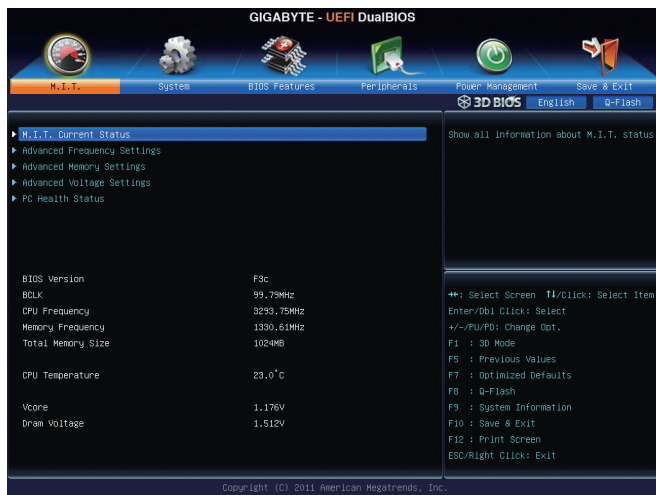 GIGABYTE - UEFI DualBIOS
M.I.T. System BIOS Features Peripherals Power Management Save & Exit
3D BIOS English Q-Flash
M.I.T. Current Status
Advanced Frequency Settings
Advanced Memory Settings
Advanced Voltage Settings
PC Health Status
Show all information about M.I.T. status
BIOS Version F3c
BCLK 99.79MHz
CPU Frequency 3293.75MHz
Memory Frequency 1330.61MHz
Total Memory Size 1024MB
CPU Temperature 23.0°C
Vcore 1.176V
Dram Voltage 1.512V
→←: Select Screen ↑↓/Click: Select Item
Enter/Dbl Click: Select
+/-/PU/PD: Change Opt.
F1 : 3D Mode
F5 : Previous Values
F7 : Optimized Defaults
F8 : Q-Flash
F9 : System Information
F10 : Save & Exit
F12 : Print Screen
ESC/Right Click: Exit
Copyright (C) 2011 American Megatrends, Inc.